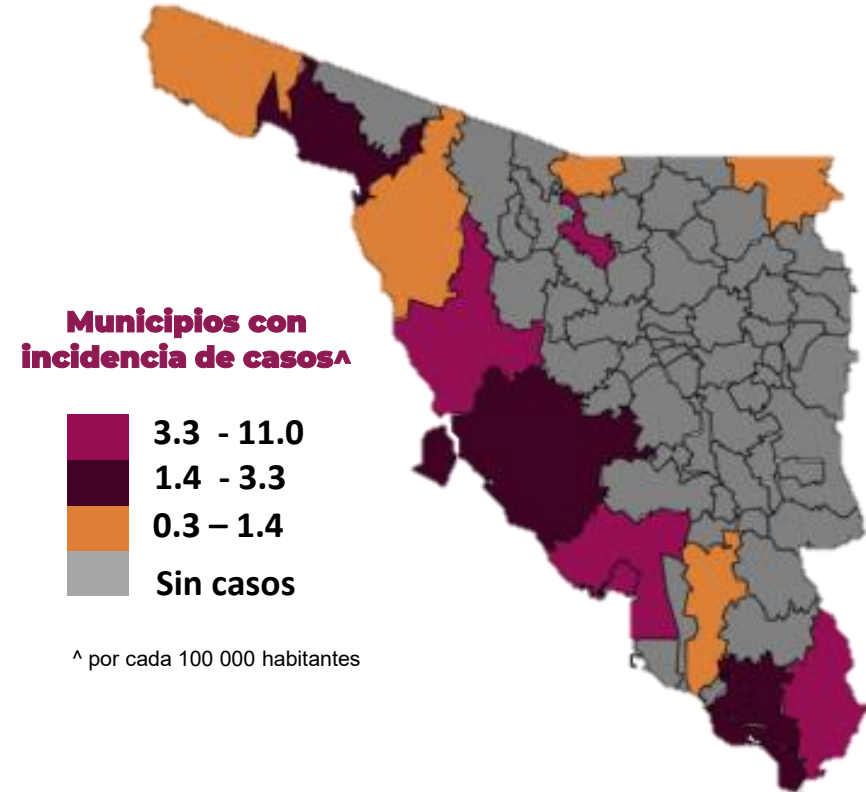 Municipios con
incidencia de casos^
3.3 - 11.0
1.4 - 3.3
0.3 – 1.4
Sin casos
^ por cada 100 000 habitantes